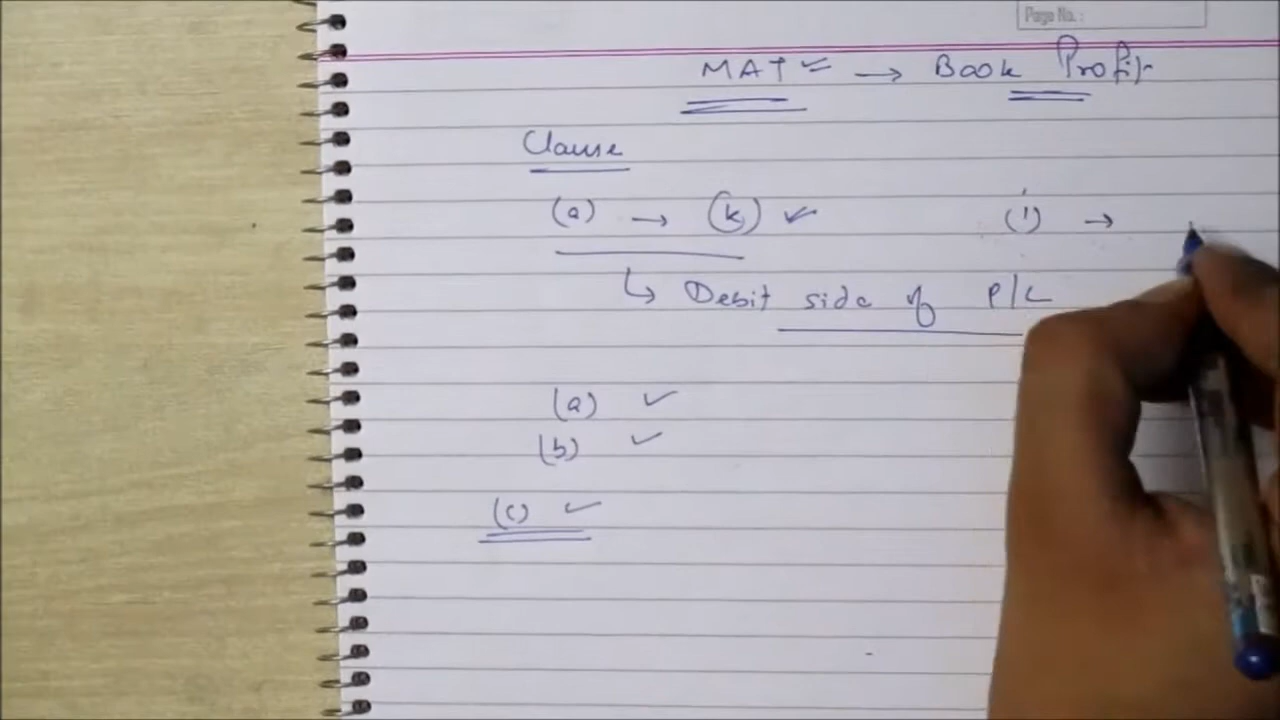 Page No.:
MAT → Book Profit
Clause
(a) → (k) ✓ (i) →
↳ Debit side of P/L
(a) ✓
(b) ✓
(c) ✓